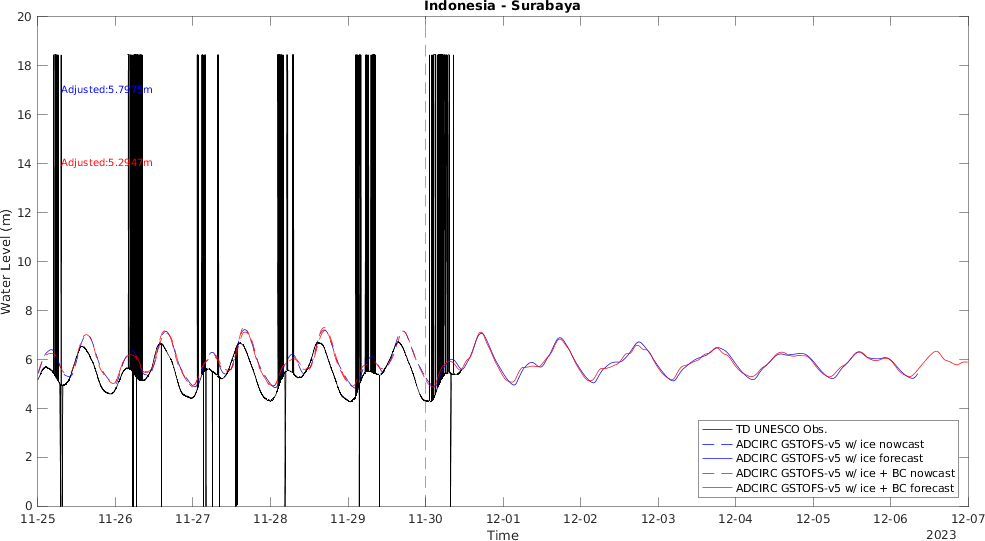 Indonesia - Surabaya
20
18
16
14
12
10
8
6
4
2
0
Water Level (m)
Adjusted:5.7975m
Adjusted:5.2947m
TD UNESCO Obs.
ADCIRC GSTOFS-v5 w/ ice nowcast
ADCIRC GSTOFS-v5 w/ ice forecast
ADCIRC GSTOFS-v5 w/ ice + BC nowcast
ADCIRC GSTOFS-v5 w/ ice + BC forecast
11-25 11-26 11-27 11-28 11-29 11-30 12-01 12-02 12-03 12-04 12-05 12-06 12-07
Time
2023